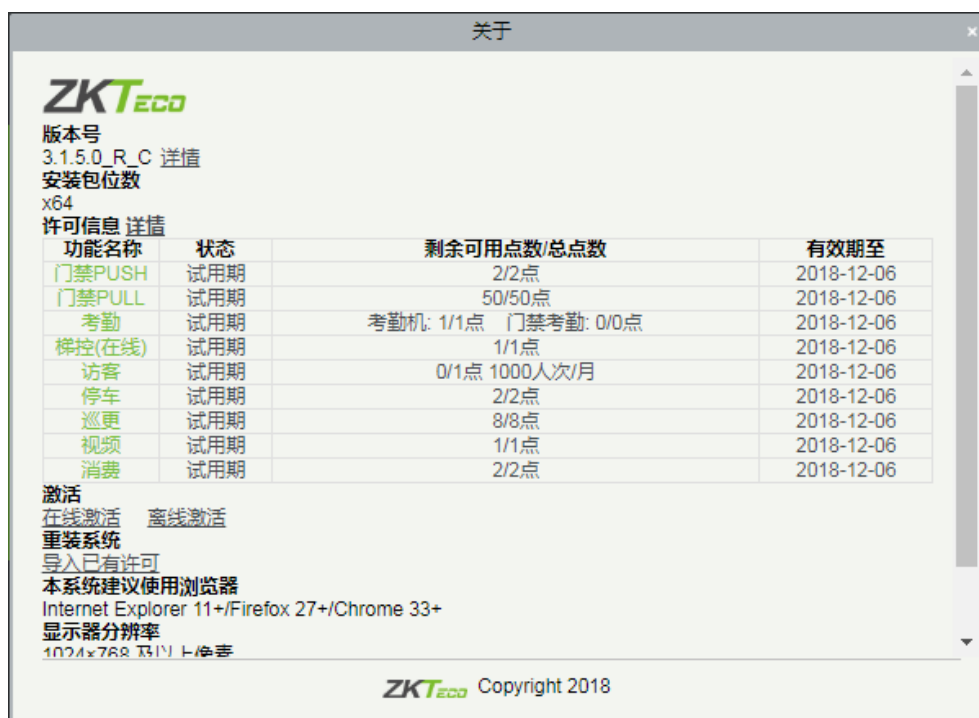 关于
×
ZKTECO
版本号
3.1.5.0_R_C 详情
安装包位数
x64
许可信息 详情
功能名称 状态 剩余可用点数/总点数 有效期至
门禁PUSH 试用期 2/2点 2018-12-06
门禁PULL 试用期 50/50点 2018-12-06
考勤 试用期 考勤机: 1/1点 门禁考勤: 0/0点 2018-12-06
梯控(在线) 试用期 1/1点 2018-12-06
访客 试用期 0/1点 1000人次/月 2018-12-06
停车 试用期 2/2点 2018-12-06
巡更 试用期 8/8点 2018-12-06
视频 试用期 1/1点 2018-12-06
消费 试用期 2/2点 2018-12-06
激活
在线激活 离线激活
重装系统
导入已有许可
本系统建议使用浏览器
Internet Explorer 11+/Firefox 27+/Chrome 33+
显示器分辨率
1024×768 及以上像素
ZKTECO Copyright 2018